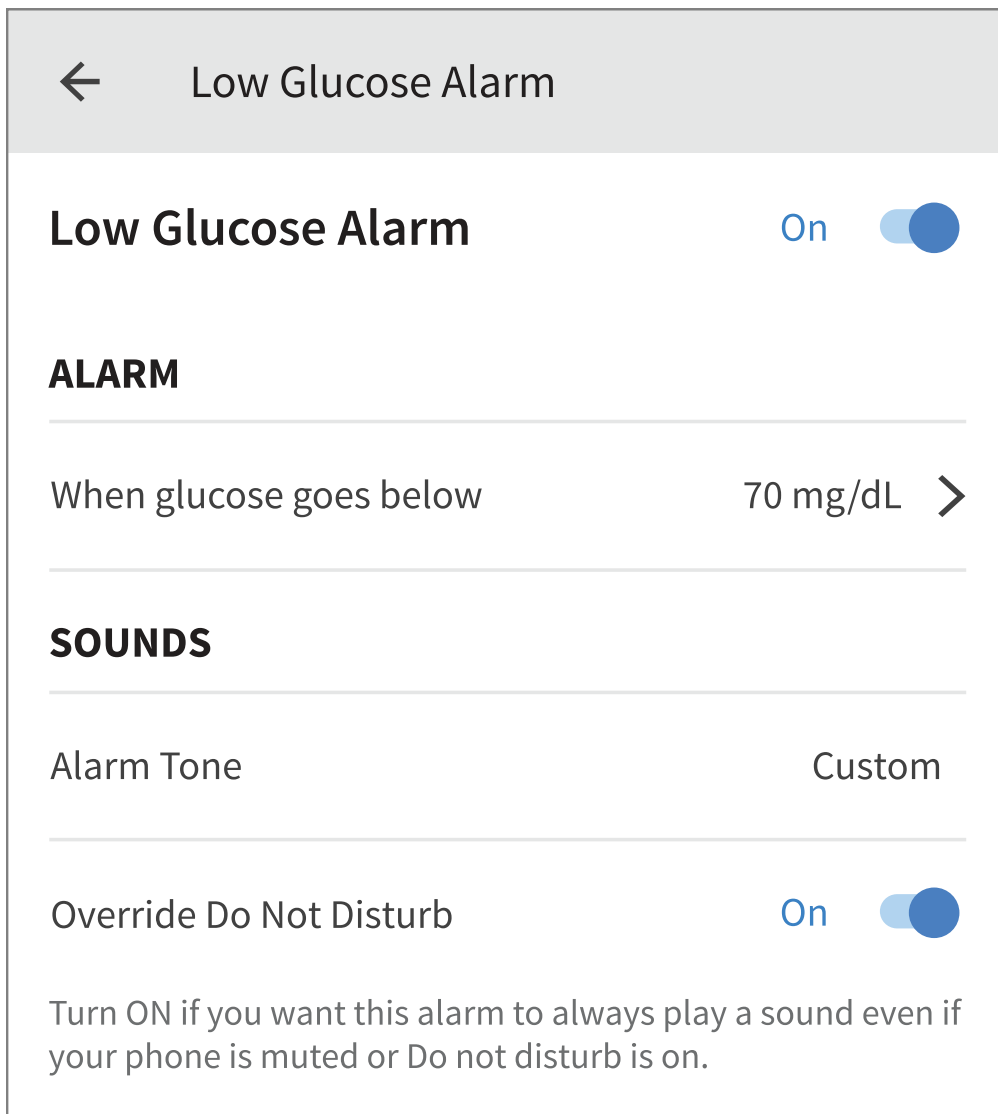 Low Glucose Alarm
Low Glucose Alarm On
ALARM
When glucose goes below 70 mg/dL
SOUNDS
Alarm Tone Custom
Override Do Not Disturb On
Turn ON if you want this alarm to always play a sound even if
your phone is muted or Do not disturb is on.